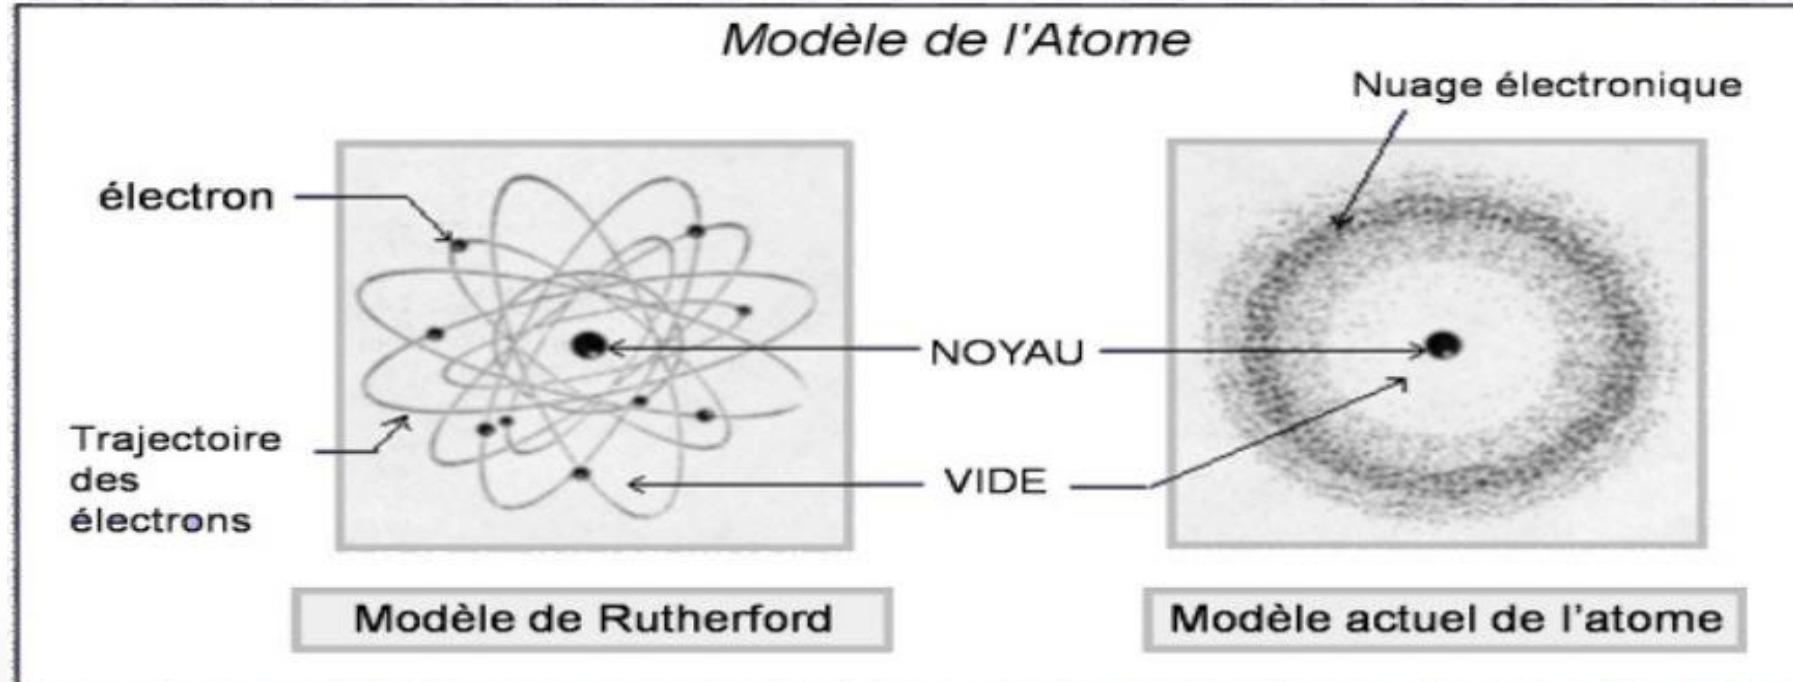 Modèle de l'Atome
Nuage électronique
électron
NOYAU
Trajectoire
des
électrons
VIDE
Modèle de Rutherford
Modèle actuel de l'atome